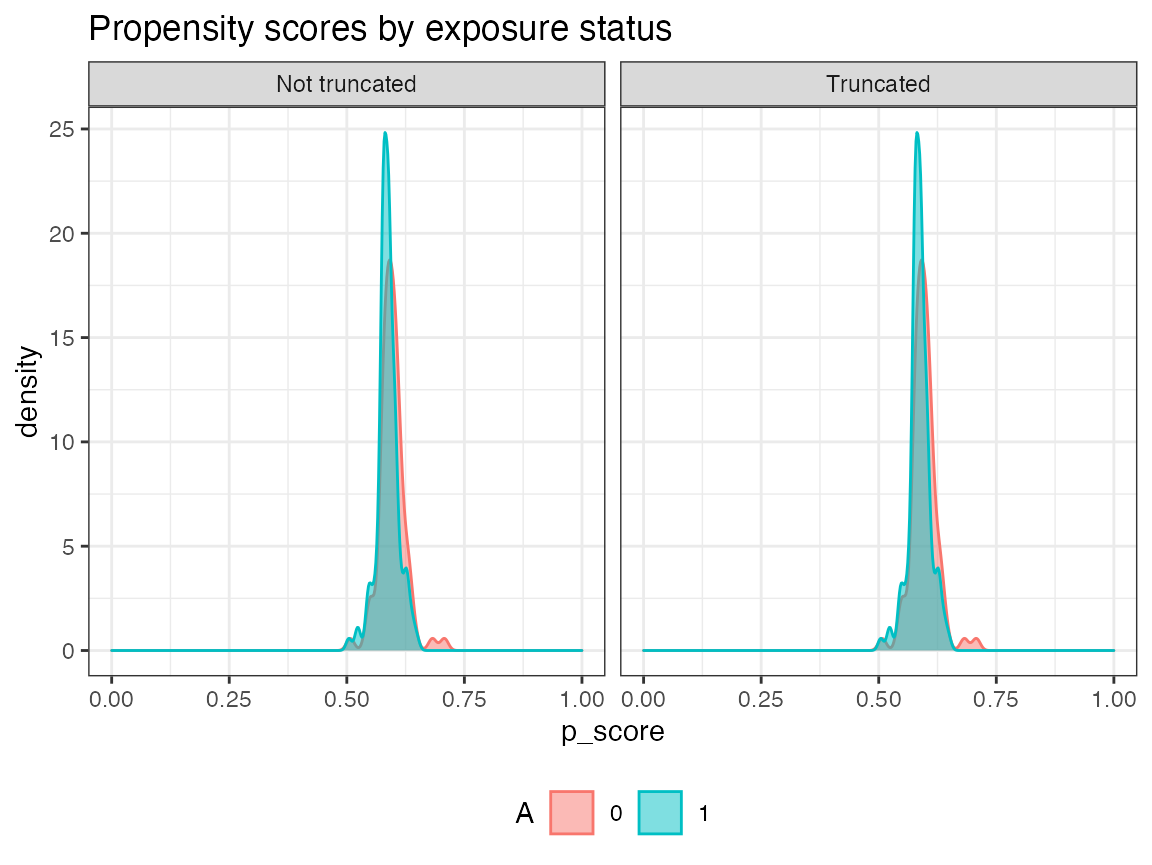 Propensity scores by exposure status
Not truncated Truncated
25
20
15
10
5
0
density
0.00 0.25 0.50 0.75 1.00 0.00 0.25 0.50 0.75 1.00
p_score
A 0 1